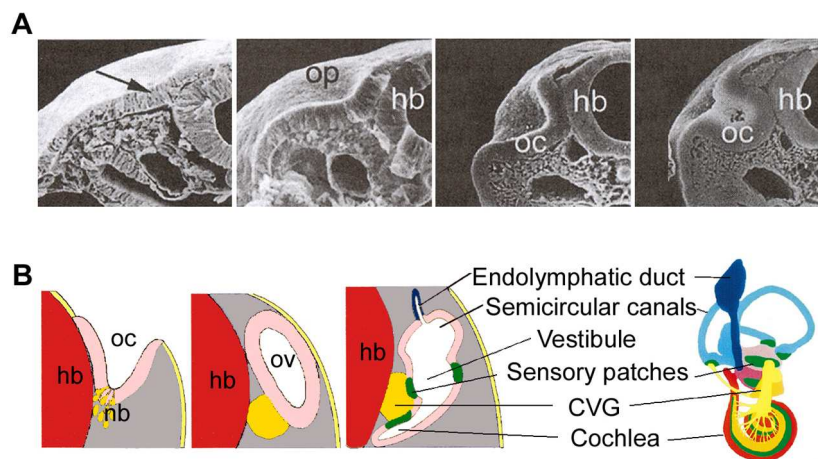 A
op
hb
oc
hb
oc
hb
B
hb
oc
nb
hb
ov
hb
Endolymphatic duct
Semicircular canals
Vestibule
Sensory patches
CVG
Cochlea